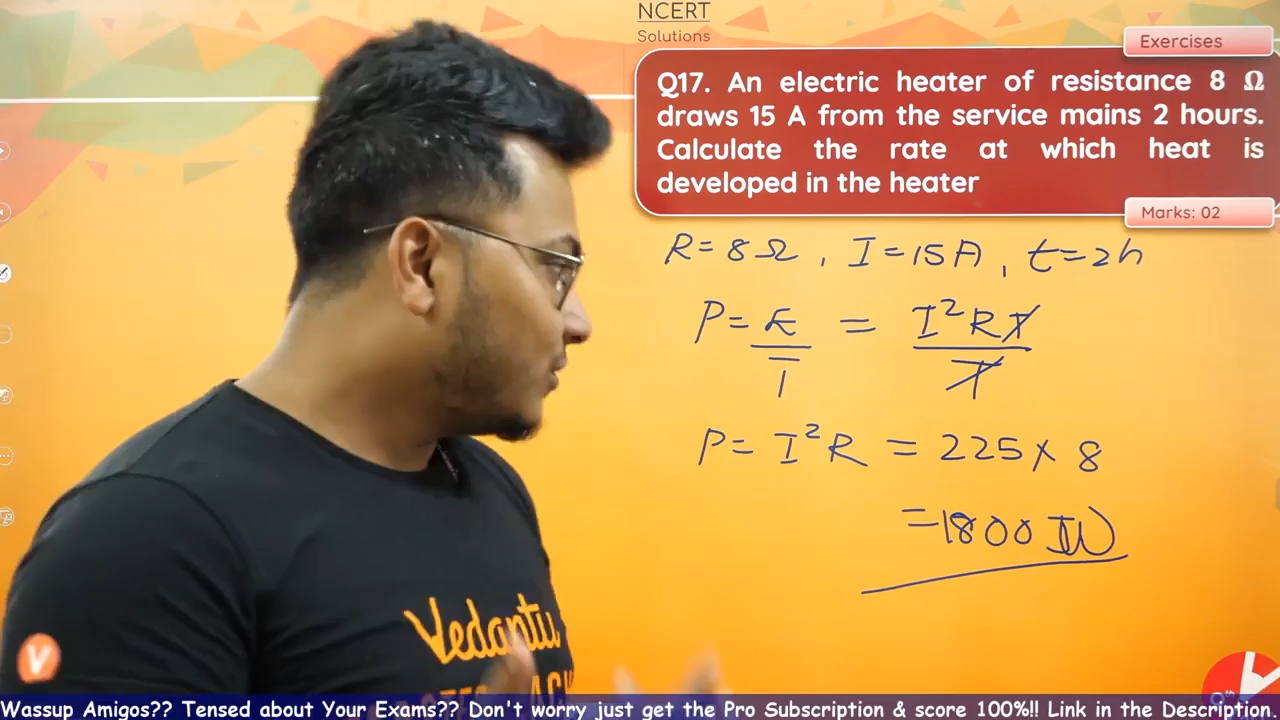 NCERT
Solutions
Exercises
Q17. An electric heater of resistance 8 Ω
draws 15 A from the service mains 2 hours.
Calculate the rate at which heat is
developed in the heater
Marks: 02
R = 8Ω, I = 15A, t = 2h
P = E/T = I²RT/T
P = I²R = 225 × 8
= 1800 W
Vedantu
V
Wassup Amigos?? Tensed about Your Exams?? Don't worry just get the Pro Subscription & score 100%!! Link in the Description